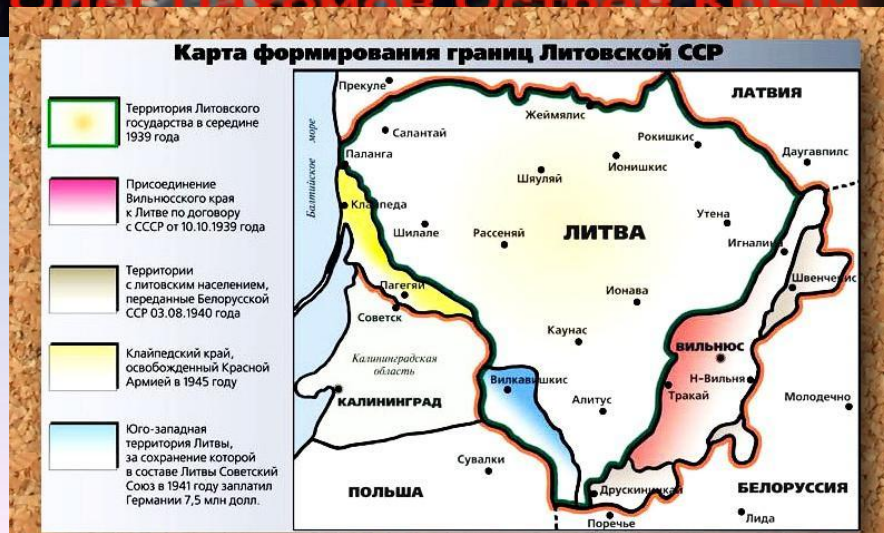 Карта формирования границ Литовской ССР
Территория Литовского
государства в середине
1939 года
Присоединение
Вильнюсского края
к Литве по договору
с СССР от 10.10.1939 года
Территории
с литовским населением,
переданные Белорусской
ССР 03.08.1940 года
Клайпедский край,
освобожденный Красной
Армией в 1945 году
Юго-западная
территория Литвы,
за сохранение которой
в составе Литвы Советский
Союз в 1941 году заплатил
Германии 7,5 млн долл.
Прекуле
ЛАТВИЯ
Жеймялис
Салантай
Рокишкис
Балтийское море
Паланга
Ионишкис
Даугавпилс
Шяуляй
Клайпеда
Утена
Шилале
Рассеняй
ЛИТВА
Игналина
Швенчёнис
Пагегяй
Ионава
Советск
Каунас
ВИЛЬНЮС
Калининградская
область
Вилкавишкис
Н-Вильня
Тракай
КАЛИНИНГРАД
Алитус
Молодечно
Сувалки
ПОЛЬША
Друскининкай
БЕЛОРУССИЯ
Поречье
Лида